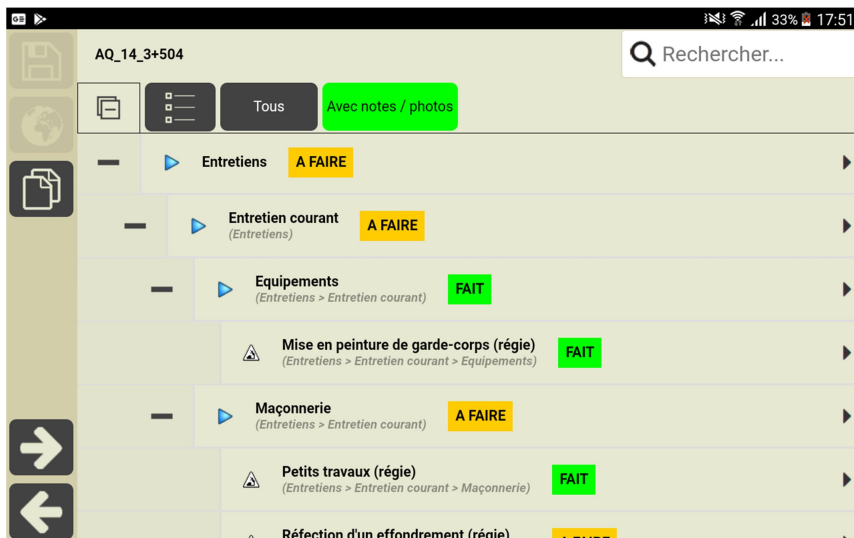 GE 33% 17:51
AQ_14_3+504
Rechercher...
Tous
Avec notes / photos
Entretiens A FAIRE
Entretien courant A FAIRE
(Entretiens)
Equipements FAIT
(Entretiens > Entretien courant)
Mise en peinture de garde-corps (régie) FAIT
(Entretiens > Entretien courant > Equipements)
Maçonnerie A FAIRE
(Entretiens > Entretien courant)
Petits travaux (régie) FAIT
(Entretiens > Entretien courant > Maçonnerie)
Réfection d'un effondrement (régie) A FAIRE